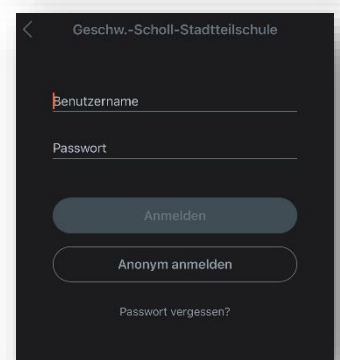 Geschw.-Scholl-Stadtteilschule
Benutzername
Passwort
Anmelden
Anonym anmelden
Passwort vergessen?